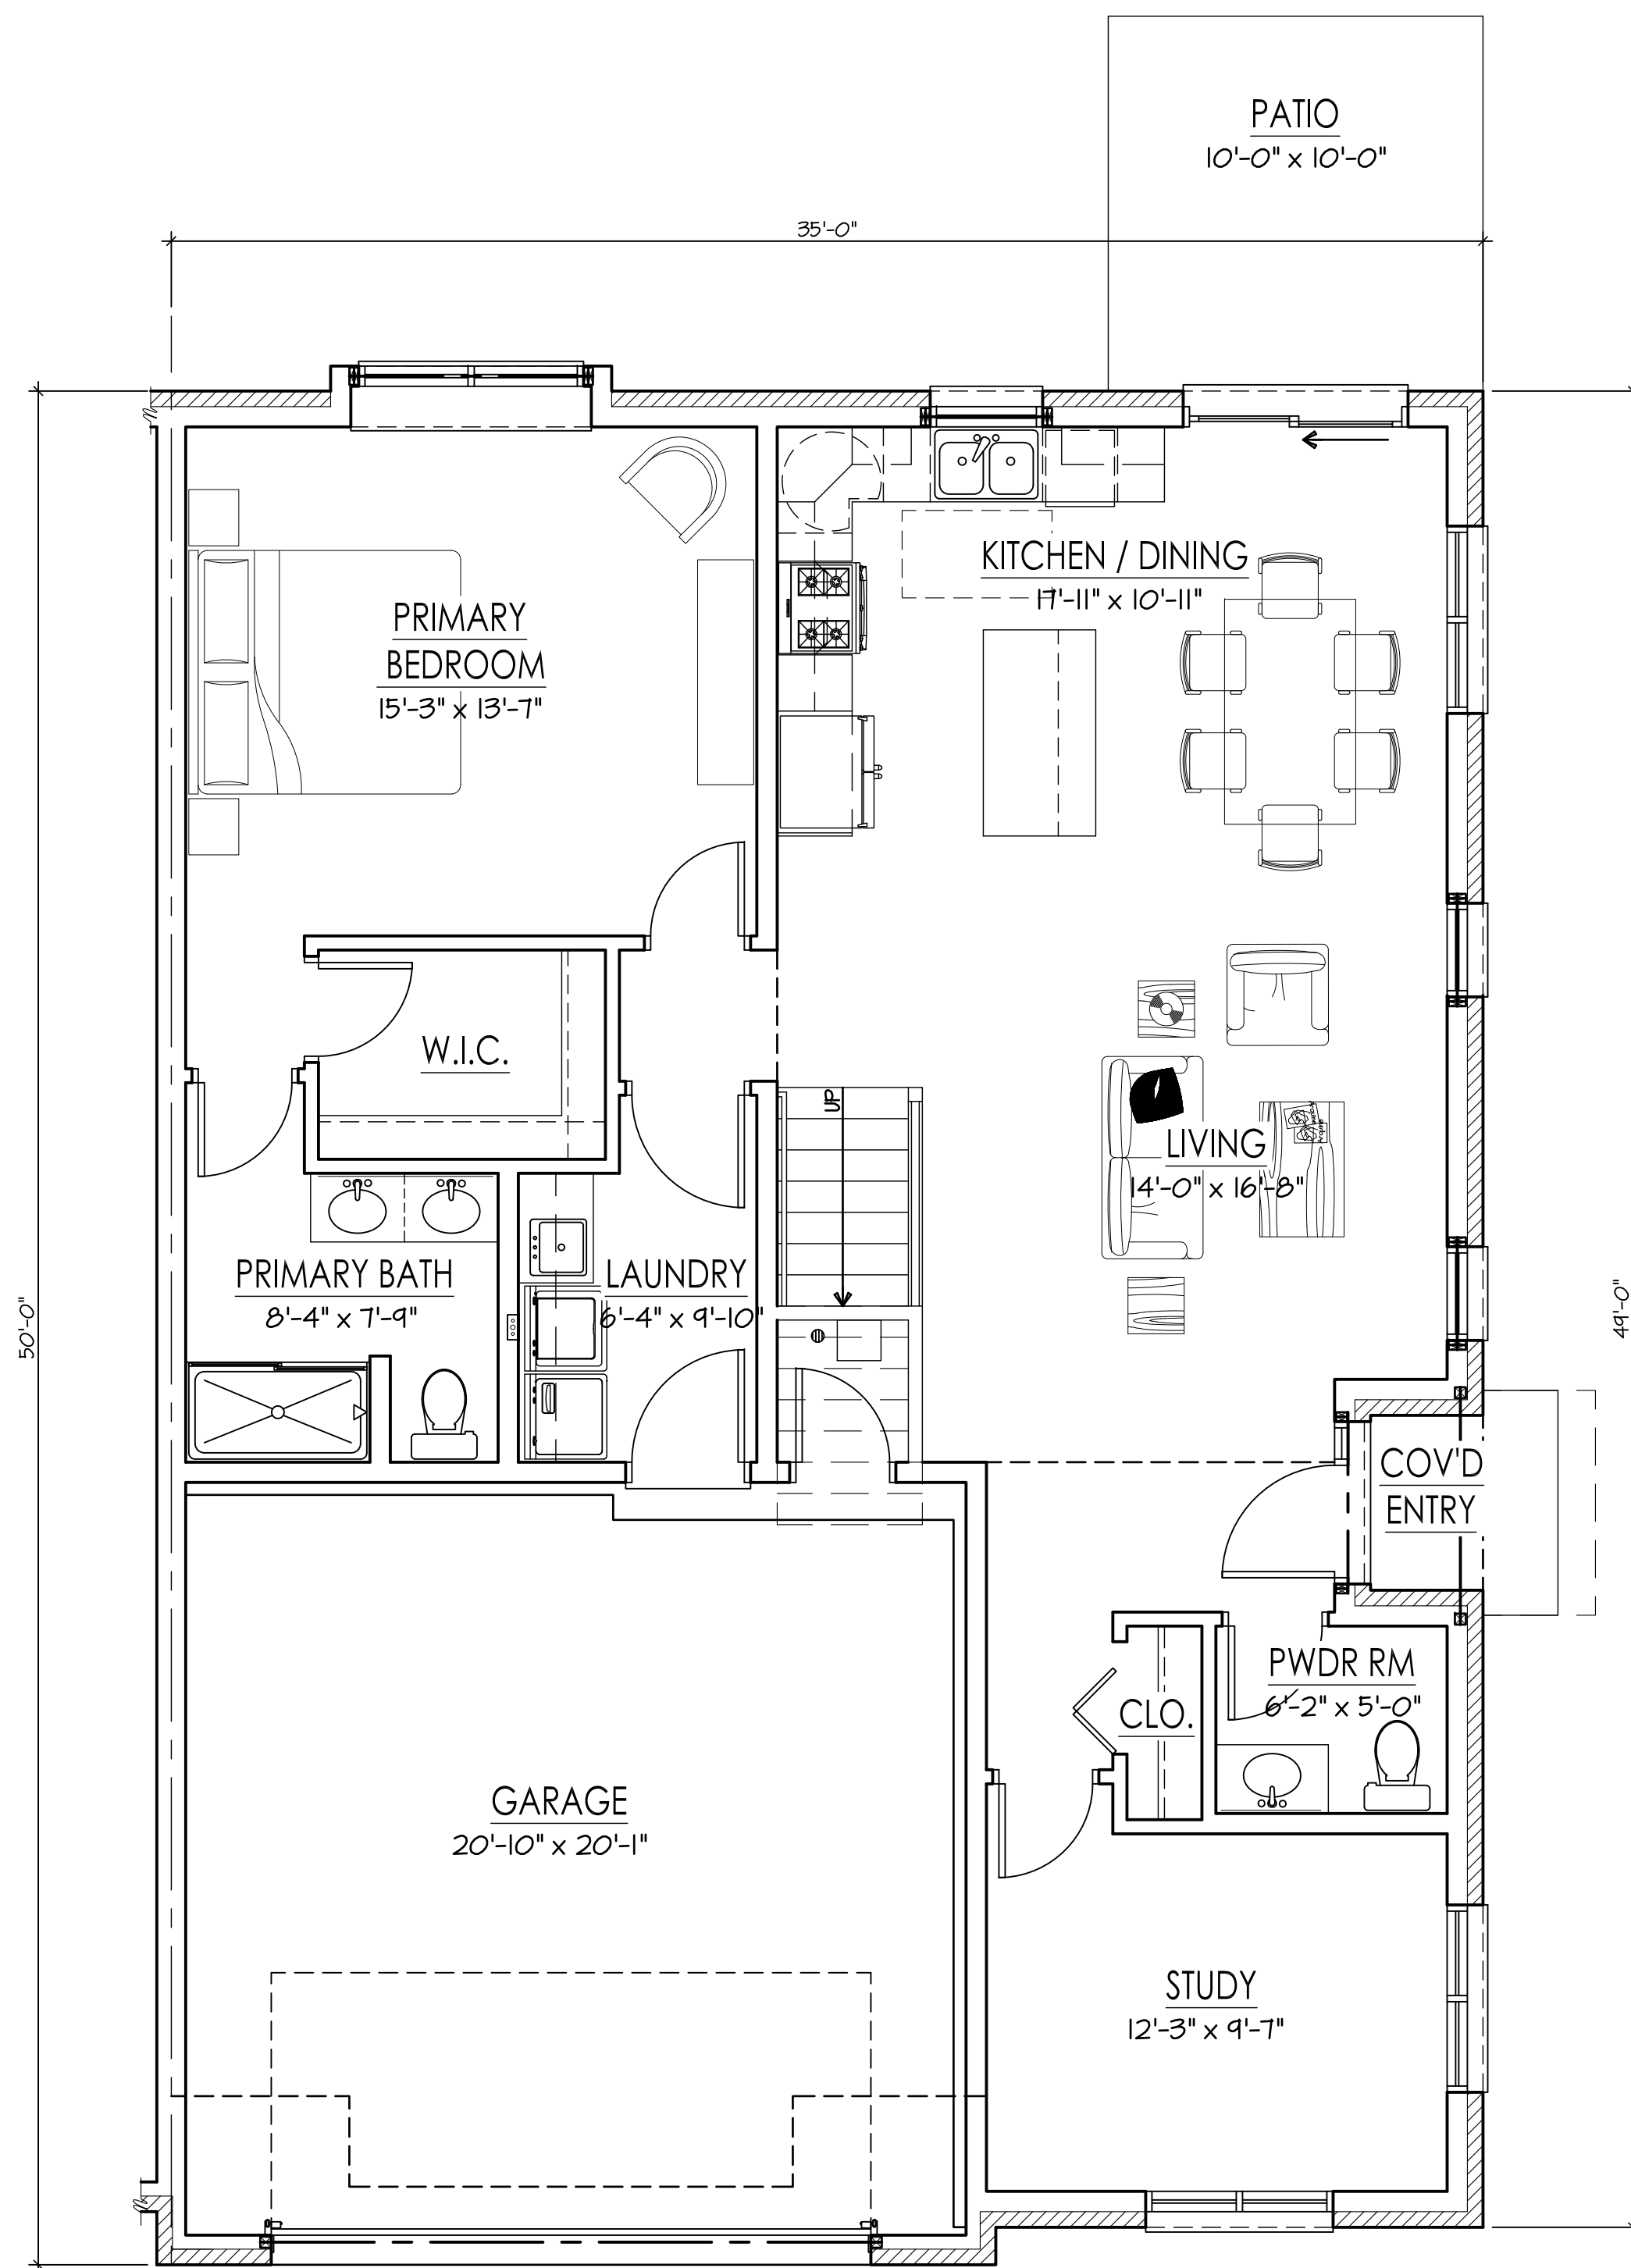 PATIO
10'-0" x 10'-0"
35'-0"
KITCHEN / DINING
17'-11" x 10'-11"
PRIMARY
BEDROOM
15'-3" x 13'-7"
W.I.C.
UP
LIVING
14'-0" x 16'-8"
PRIMARY BATH
8'-4" x 7'-9"
LAUNDRY
6'-4" x 9'-10"
50'-0"
49'-0"
COV'D
ENTRY
PWDR RM
6'-2" x 5'-0"
CLO.
GARAGE
20'-10" x 20'-1"
STUDY
12'-3" x 9'-7"